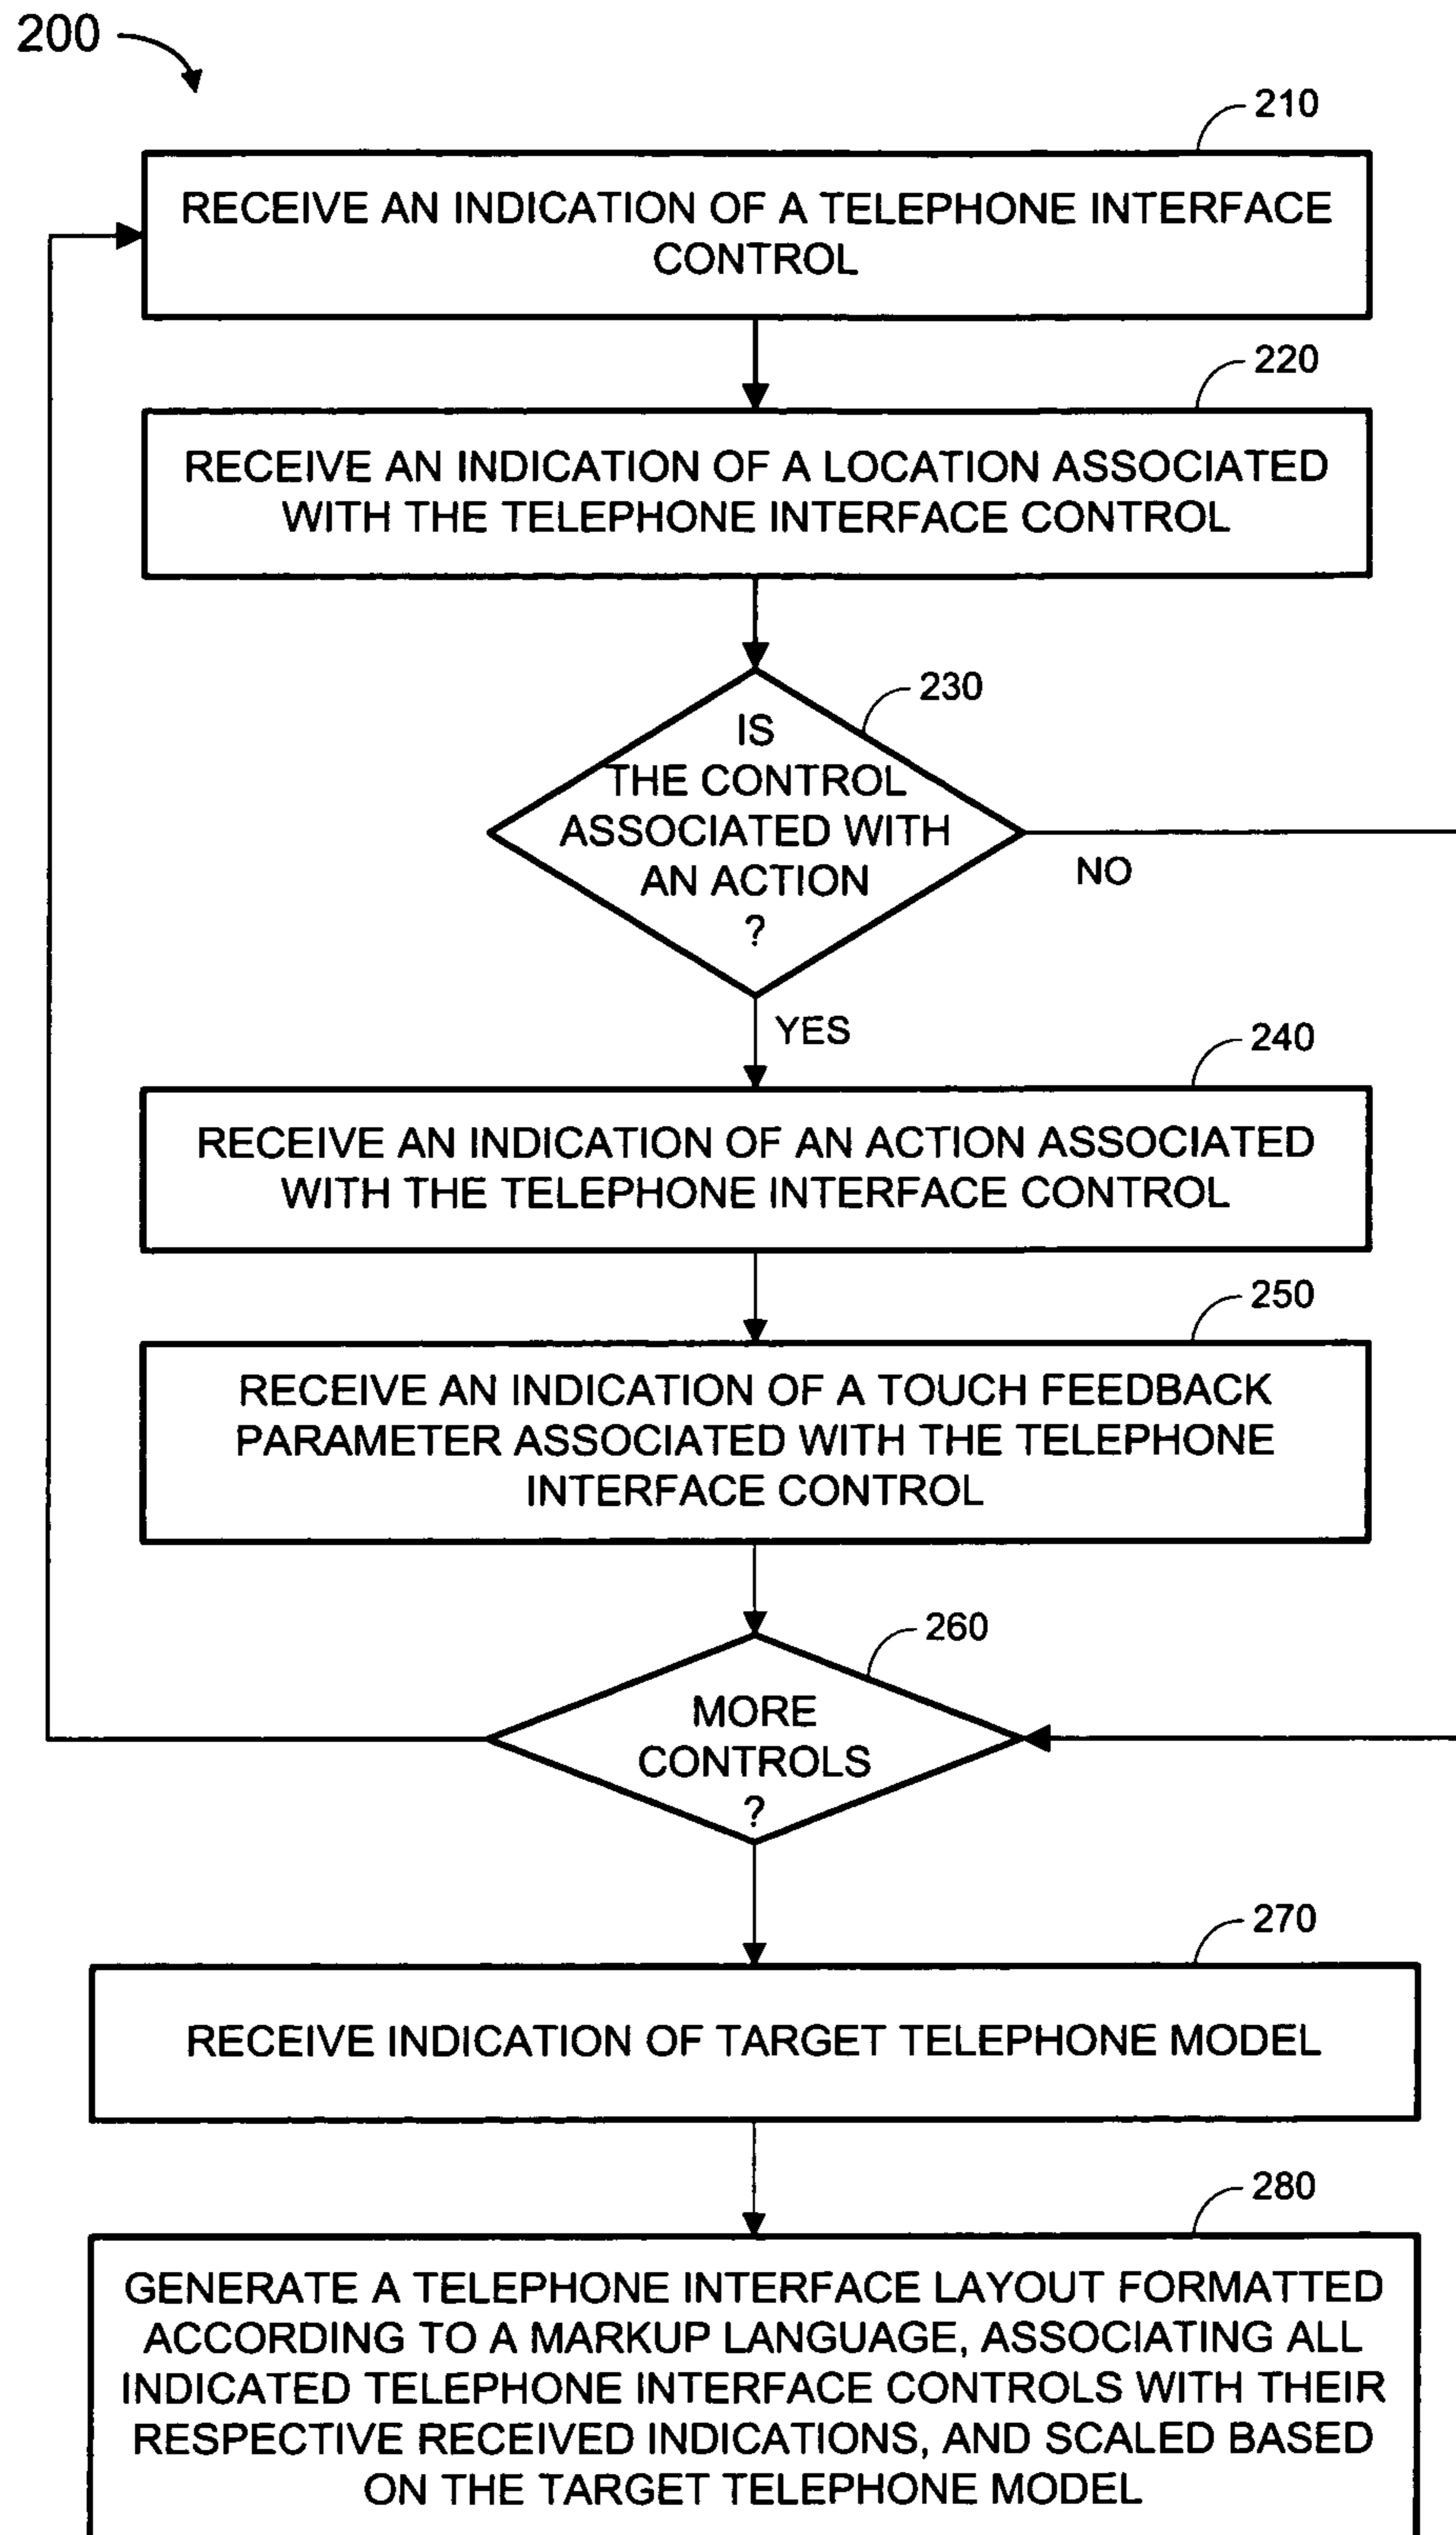 200
210
RECEIVE AN INDICATION OF A TELEPHONE INTERFACE
CONTROL
220
RECEIVE AN INDICATION OF A LOCATION ASSOCIATED
WITH THE TELEPHONE INTERFACE CONTROL
230
IS
THE CONTROL
ASSOCIATED WITH
AN ACTION
?
NO
YES
240
RECEIVE AN INDICATION OF AN ACTION ASSOCIATED
WITH THE TELEPHONE INTERFACE CONTROL
250
RECEIVE AN INDICATION OF A TOUCH FEEDBACK
PARAMETER ASSOCIATED WITH THE TELEPHONE
INTERFACE CONTROL
260
MORE
CONTROLS
?
270
RECEIVE INDICATION OF TARGET TELEPHONE MODEL
280
GENERATE A TELEPHONE INTERFACE LAYOUT FORMATTED
ACCORDING TO A MARKUP LANGUAGE, ASSOCIATING ALL
INDICATED TELEPHONE INTERFACE CONTROLS WITH THEIR
RESPECTIVE RECEIVED INDICATIONS, AND SCALED BASED
ON THE TARGET TELEPHONE MODEL